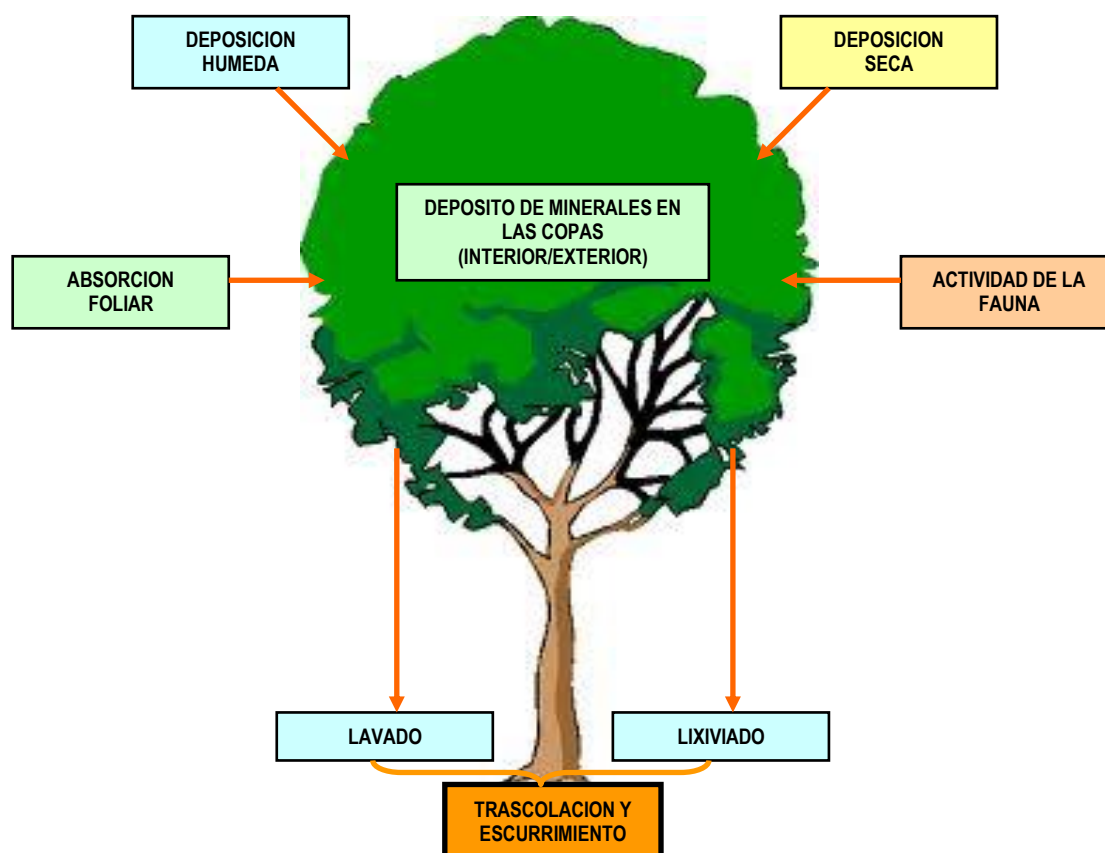 DEPOSICION
HUMEDA
DEPOSICION
SECA
DEPOSITO DE MINERALES EN
LAS COPAS
(INTERIOR/EXTERIOR)
ABSORCION
FOLIAR
ACTIVIDAD DE LA
FAUNA
LAVADO
LIXIVIADO
TRASCOLACION Y
ESCURRIMIENTO